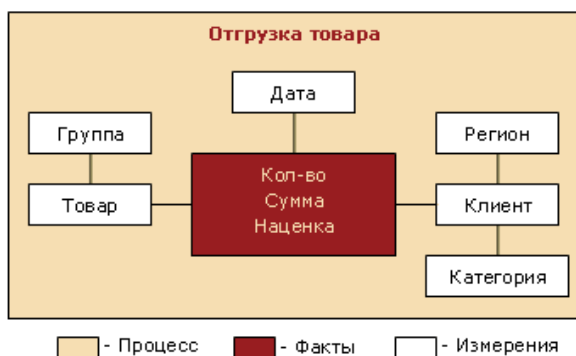 Отгрузка товара
Дата
Группа
Регион
Кол-во
Сумма
Наценка
Товар
Клиент
Категория
- Процесс
- Факты
- Измерения